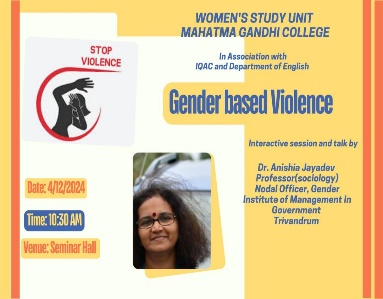 WOMEN'S STUDY UNIT
MAHATMA GANDHI COLLEGE
In Association with
IQAC and Department of English
STOP
VIOLENCE
Gender based Violence
Interactive session and talk by
Dr. Anishia Jayadev
Professor(sociology)
Nodal Officer, Gender
Institute of Management in
Government
Trivandrum
Date: 4/12/2024
Time: 10:30 AM
Venue: Seminar Hall